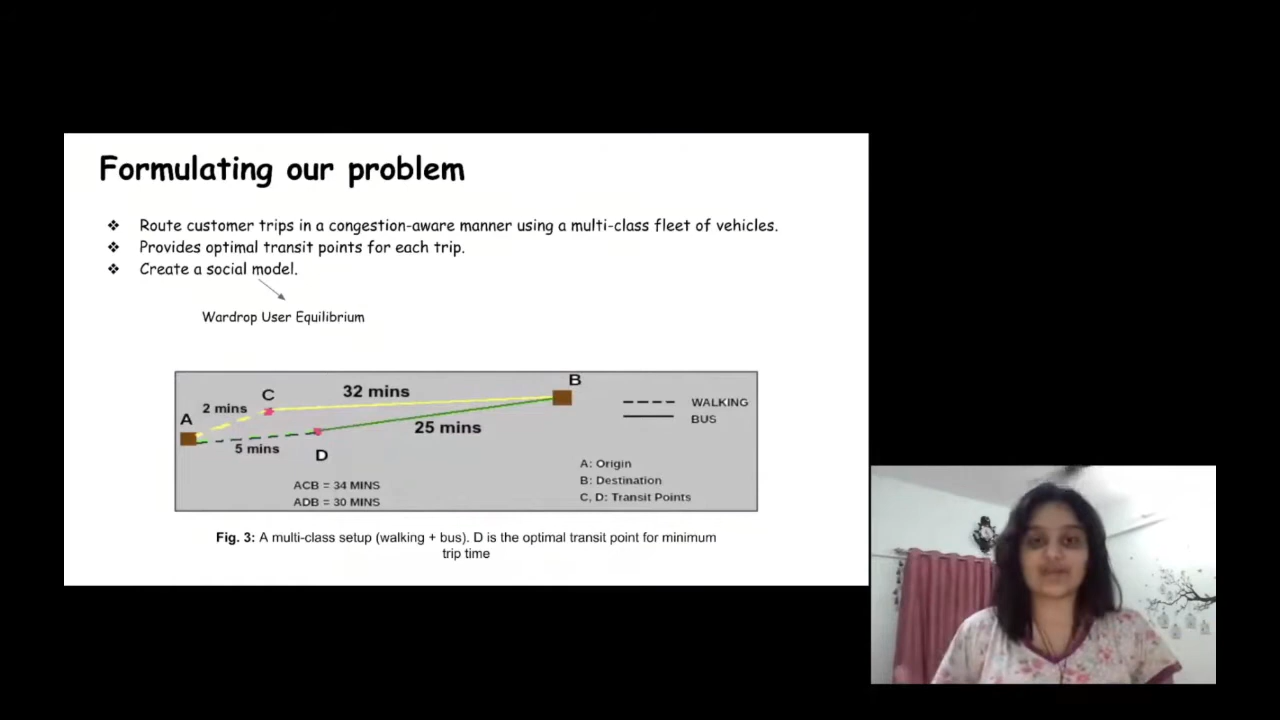 Formulating our problem
❖ Route customer trips in a congestion-aware manner using a multi-class fleet of vehicles.
❖ Provides optimal transit points for each trip.
❖ Create a social model.
Wardrop User Equilibrium
B
C
32 mins
2 mins
A
WALKING
BUS
25 mins
5 mins
D
A: Origin
B: Destination
C, D: Transit Points
ACB = 34 MINS
ADB = 30 MINS
Fig. 3: A multi-class setup (walking + bus). D is the optimal transit point for minimum
trip time